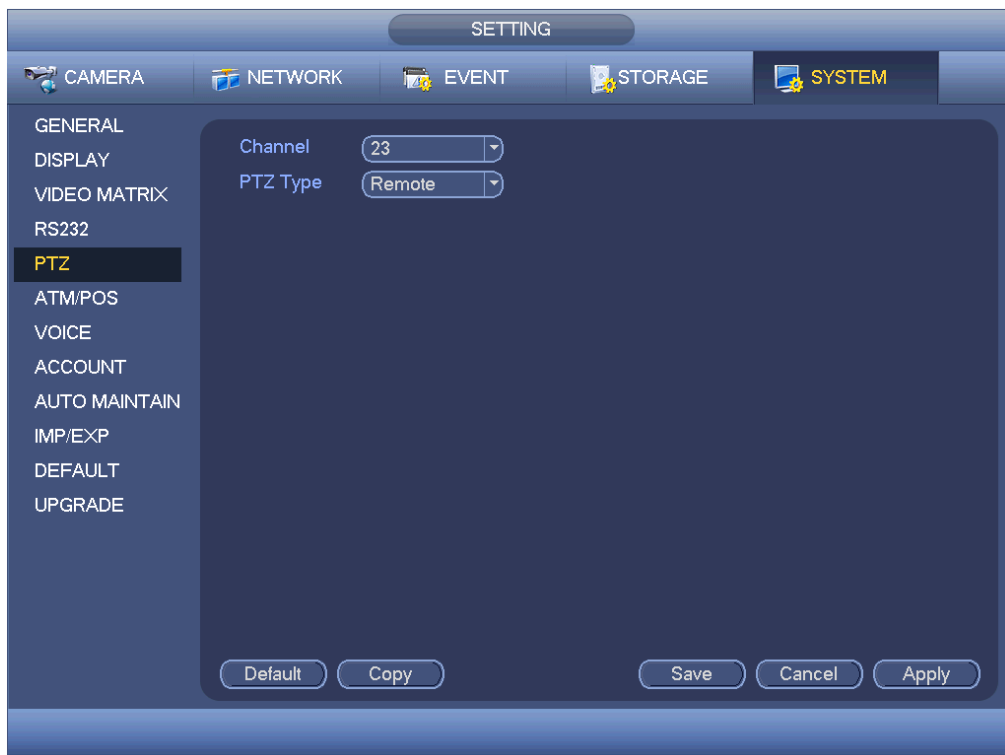 SETTING
CAMERA NETWORK EVENT STORAGE SYSTEM
GENERAL
DISPLAY
VIDEO MATRIX
RS232
PTZ
ATM/POS
VOICE
ACCOUNT
AUTO MAINTAIN
IMP/EXP
DEFAULT
UPGRADE
Channel 23
PTZ Type Remote
Default Copy Save Cancel Apply